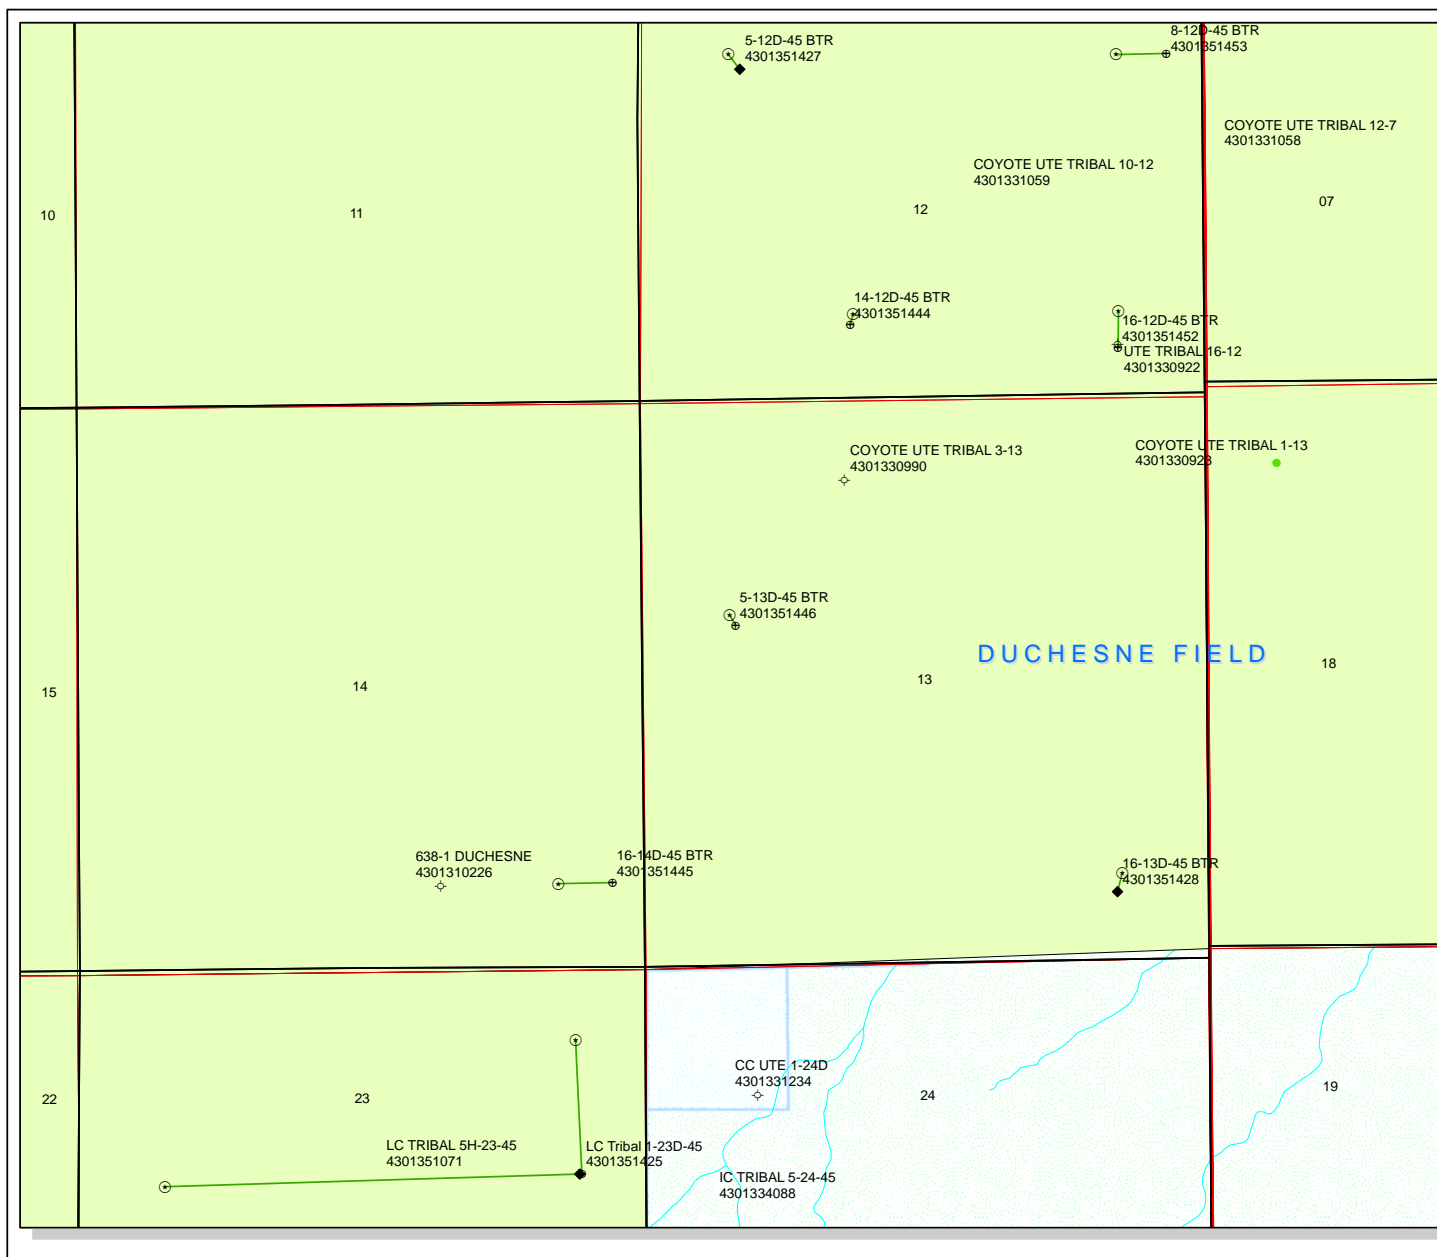 8-12D-45 BTR
4301351453
5-12D-45 BTR
4301351427
COYOTE UTE TRIBAL 12-7
4301331058
COYOTE UTE TRIBAL 10-12
4301331059
10
11
12
07
14-12D-45 BTR
4301351444
16-12D-45 BTR
4301351452
UTE TRIBAL 16-12
4301330922
COYOTE UTE TRIBAL 3-13
4301330990
COYOTE UTE TRIBAL 1-13
4301330923
5-13D-45 BTR
4301351446
DUCHESNE FIELD
15
14
13
18
638-1 DUCHESNE
4301310226
16-14D-45 BTR
4301351445
16-13D-45 BTR
4301351428
CC UTE 1-24D
4301331234
22
23
24
19
LC TRIBAL 5H-23-45
4301351071
LC Tribal 1-23D-45
4301351425
IC TRIBAL 5-24-45
4301334088